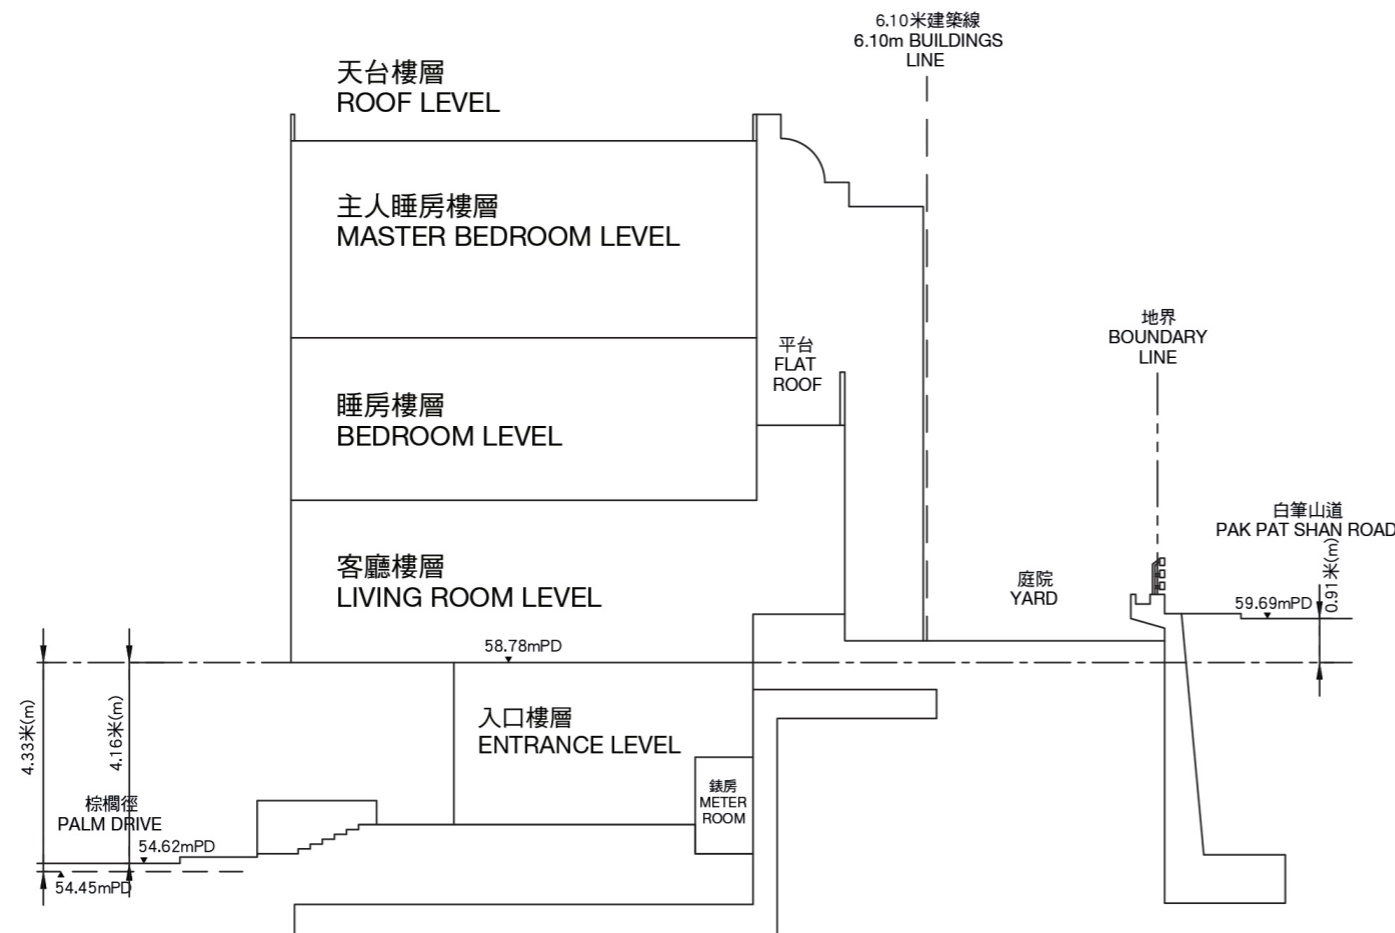 6.10米建築線
6.10m BUILDINGS
LINE
天台樓層
ROOF LEVEL
主人睡房樓層
MASTER BEDROOM LEVEL
地界
BOUNDARY
LINE
平台
FLAT
ROOF
睡房樓層
BEDROOM LEVEL
白筆山道
PAK PAT SHAN ROAD
客廳樓層
LIVING ROOM LEVEL
庭院
YARD
59.69mPD
0.91米(m)
58.78mPD
4.33米(m)
4.16米(m)
入口樓層
ENTRANCE LEVEL
錶房
METER
ROOM
棕櫚徑
PALM DRIVE
54.62mPD
54.45mPD